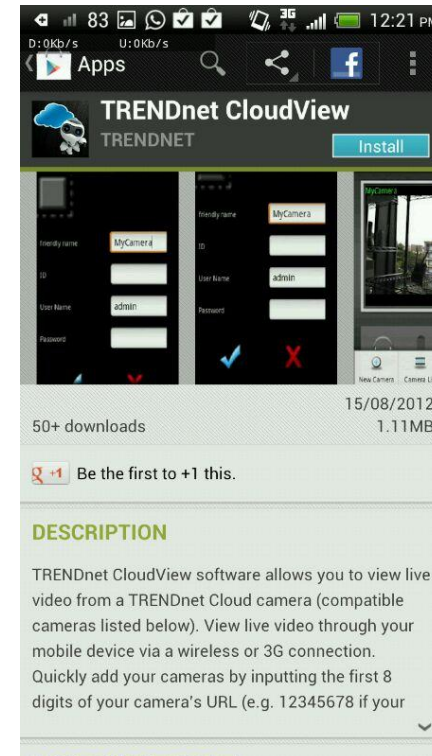 83 3G 12:21 PM
D:0Kb/s U:0Kb/s
Apps
TRENDnet CloudView
TRENDNET
Install
friendly name MyCamera
ID
User Name admin
Password
friendly name MyCamera
ID
User Name admin
Password
MyCamera
New Camera Camera Li
15/08/2012
50+ downloads 1.11MB
g +1 Be the first to +1 this.
DESCRIPTION
TRENDnet CloudView software allows you to view live
video from a TRENDnet Cloud camera (compatible
cameras listed below). View live video through your
mobile device via a wireless or 3G connection.
Quickly add your cameras by inputting the first 8
digits of your camera's URL (e.g. 12345678 if your